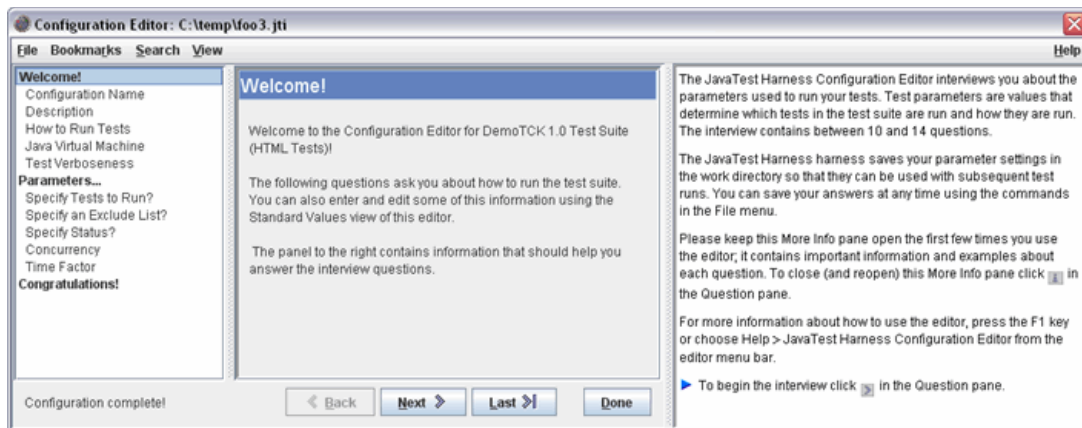 Configuration Editor: C:\temp\foo3.jti
File Bookmarks Search View Help
Welcome!
Configuration Name
Description
How to Run Tests
Java Virtual Machine
Test Verboseness
Parameters...
Specify Tests to Run?
Specify an Exclude List?
Specify Status?
Concurrency
Time Factor
Congratulations!
Welcome!
Welcome to the Configuration Editor for DemoTCK 1.0 Test Suite
(HTML Tests)!
The following questions ask you about how to run the test suite.
You can also enter and edit some of this information using the
Standard Values view of this editor.
The panel to the right contains information that should help you
answer the interview questions.
The JavaTest Harness Configuration Editor interviews you about the
parameters used to run your tests. Test parameters are values that
determine which tests in the test suite are run and how they are run.
The interview contains between 10 and 14 questions.
The JavaTest Harness harness saves your parameter settings in
the work directory so that they can be used with subsequent test
runs. You can save your answers at any time using the commands
in the File menu.
Please keep this More Info pane open the first few times you use
the editor; it contains important information and examples about
each question. To close (and reopen) this More Info pane click in
the Question pane.
For more information about how to use the editor, press the F1 key
or choose Help > JavaTest Harness Configuration Editor from the
editor menu bar.
To begin the interview click in the Question pane.
Configuration complete!
Back Next Last Done